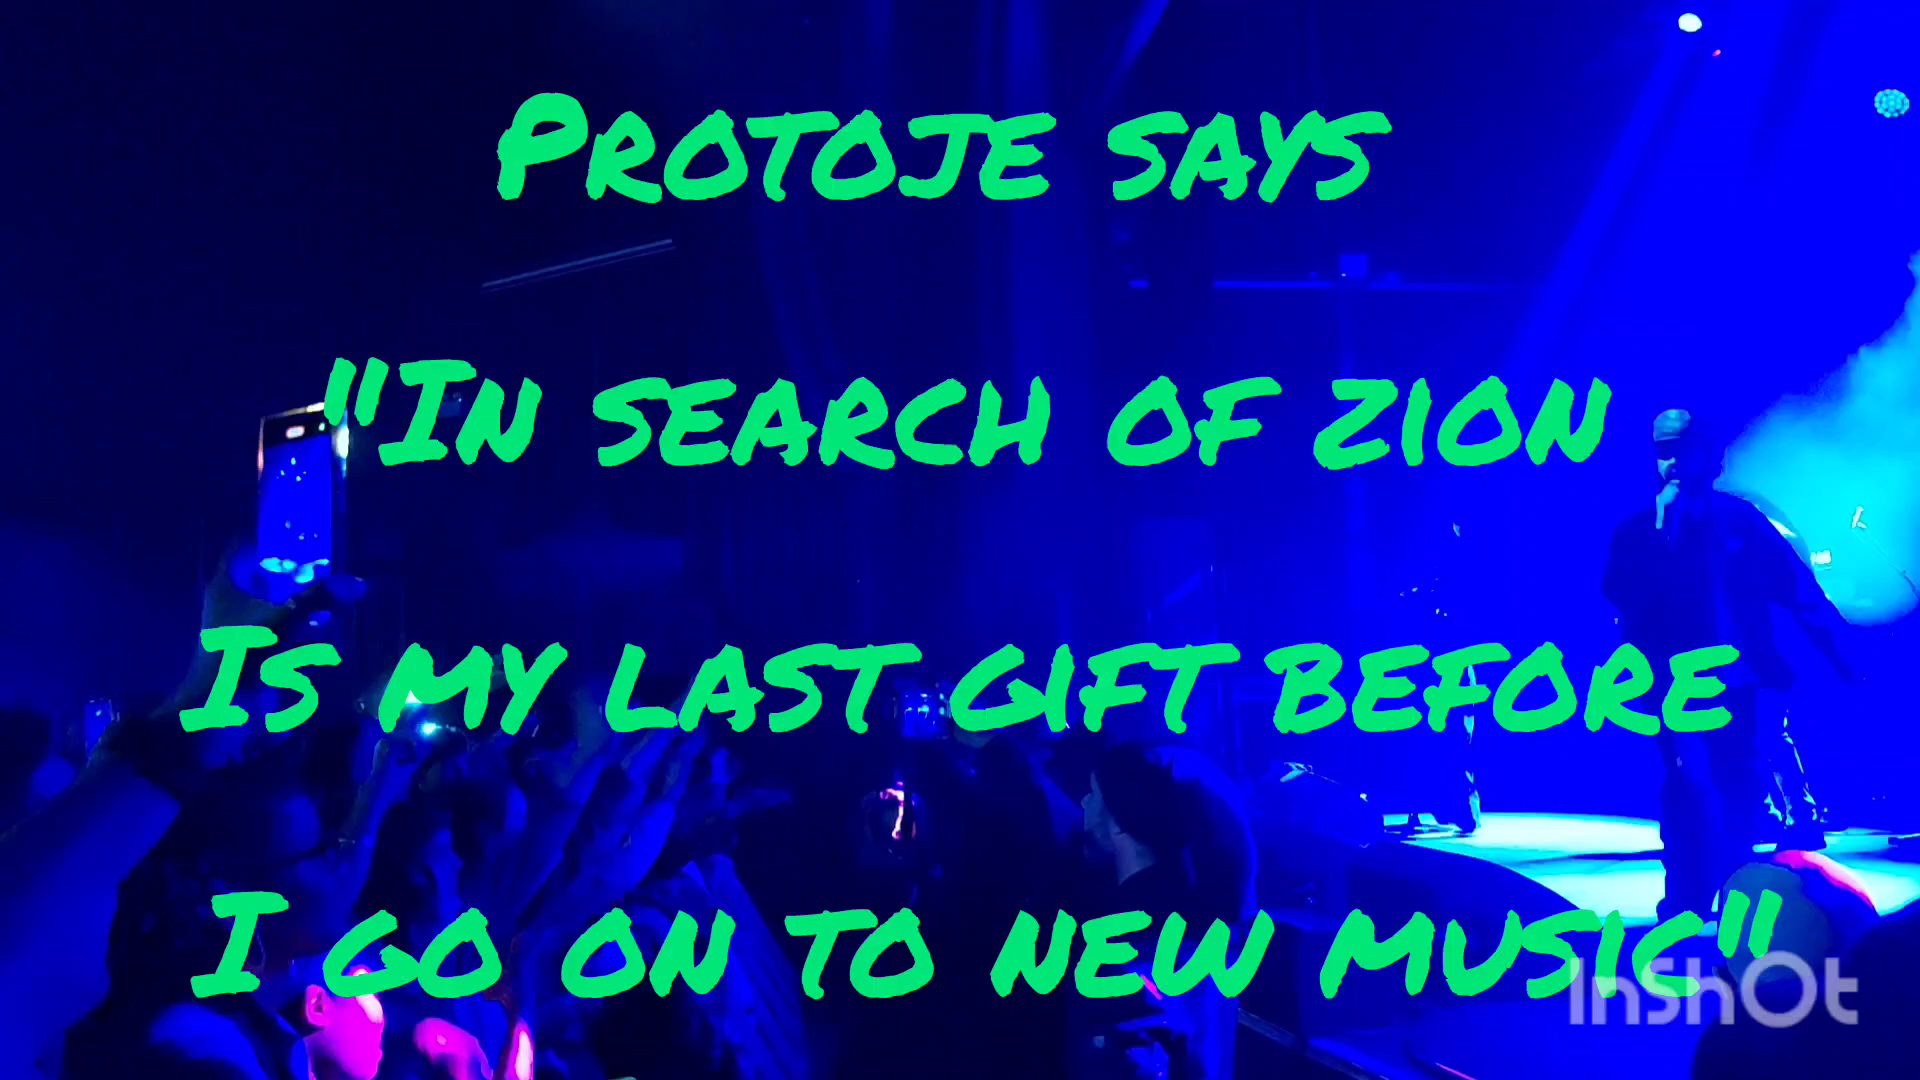 Protoje says
"In search of zion
Is my last gift before
I go on to new music"
InShOt